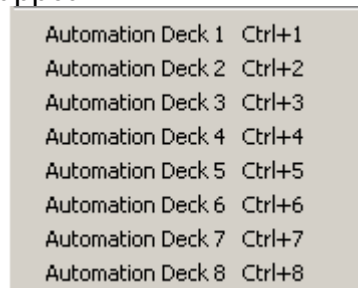 Automation Deck 1 Ctrl+1
Automation Deck 2 Ctrl+2
Automation Deck 3 Ctrl+3
Automation Deck 4 Ctrl+4
Automation Deck 5 Ctrl+5
Automation Deck 6 Ctrl+6
Automation Deck 7 Ctrl+7
Automation Deck 8 Ctrl+8